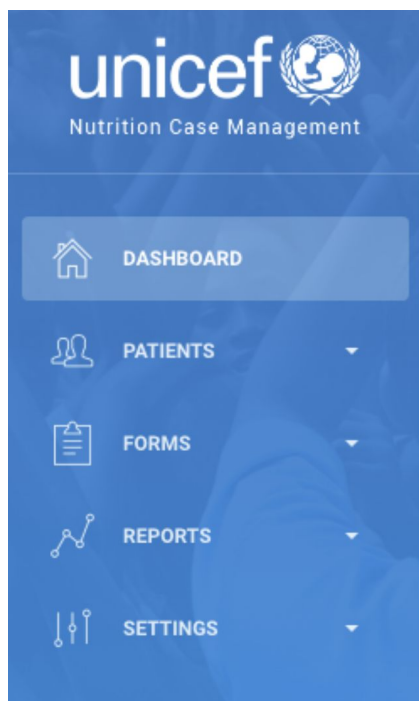 unicef
Nutrition Case Management
DASHBOARD
PATIENTS
FORMS
REPORTS
SETTINGS